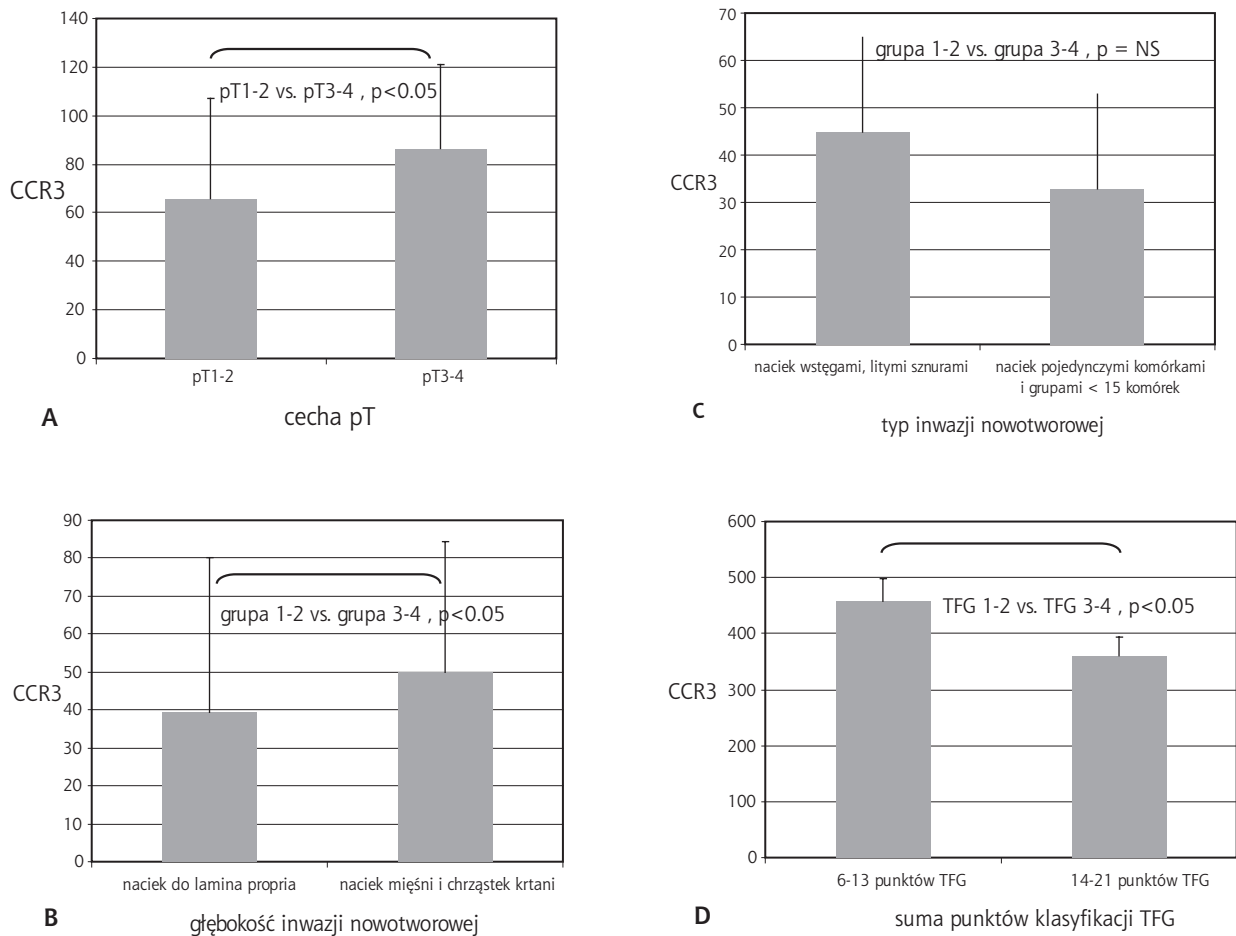 140
120
100
80
60
40
20
0
CCR3
pT1-2 vs. pT3-4 , p<0.05
pT1-2
pT3-4
A
cecha pT
70
60
50
40
30
20
10
0
CCR3
grupa 1-2 vs. grupa 3-4 , p = NS
naciek wstęgami, litymi sznurami
naciek pojedynczymi komórkami
i grupami < 15 komórek
C
typ inwazji nowotworowej
90
80
70
60
50
40
30
20
10
0
CCR3
grupa 1-2 vs. grupa 3-4 , p<0.05
naciek do lamina propria
naciek mięśni i chrząstek krtani
B
głębokość inwazji nowotworowej
600
500
400
300
200
100
0
CCR3
TFG 1-2 vs. TFG 3-4 , p<0.05
6-13 punktów TFG
14-21 punktów TFG
D
suma punktów klasyfikacji TFG